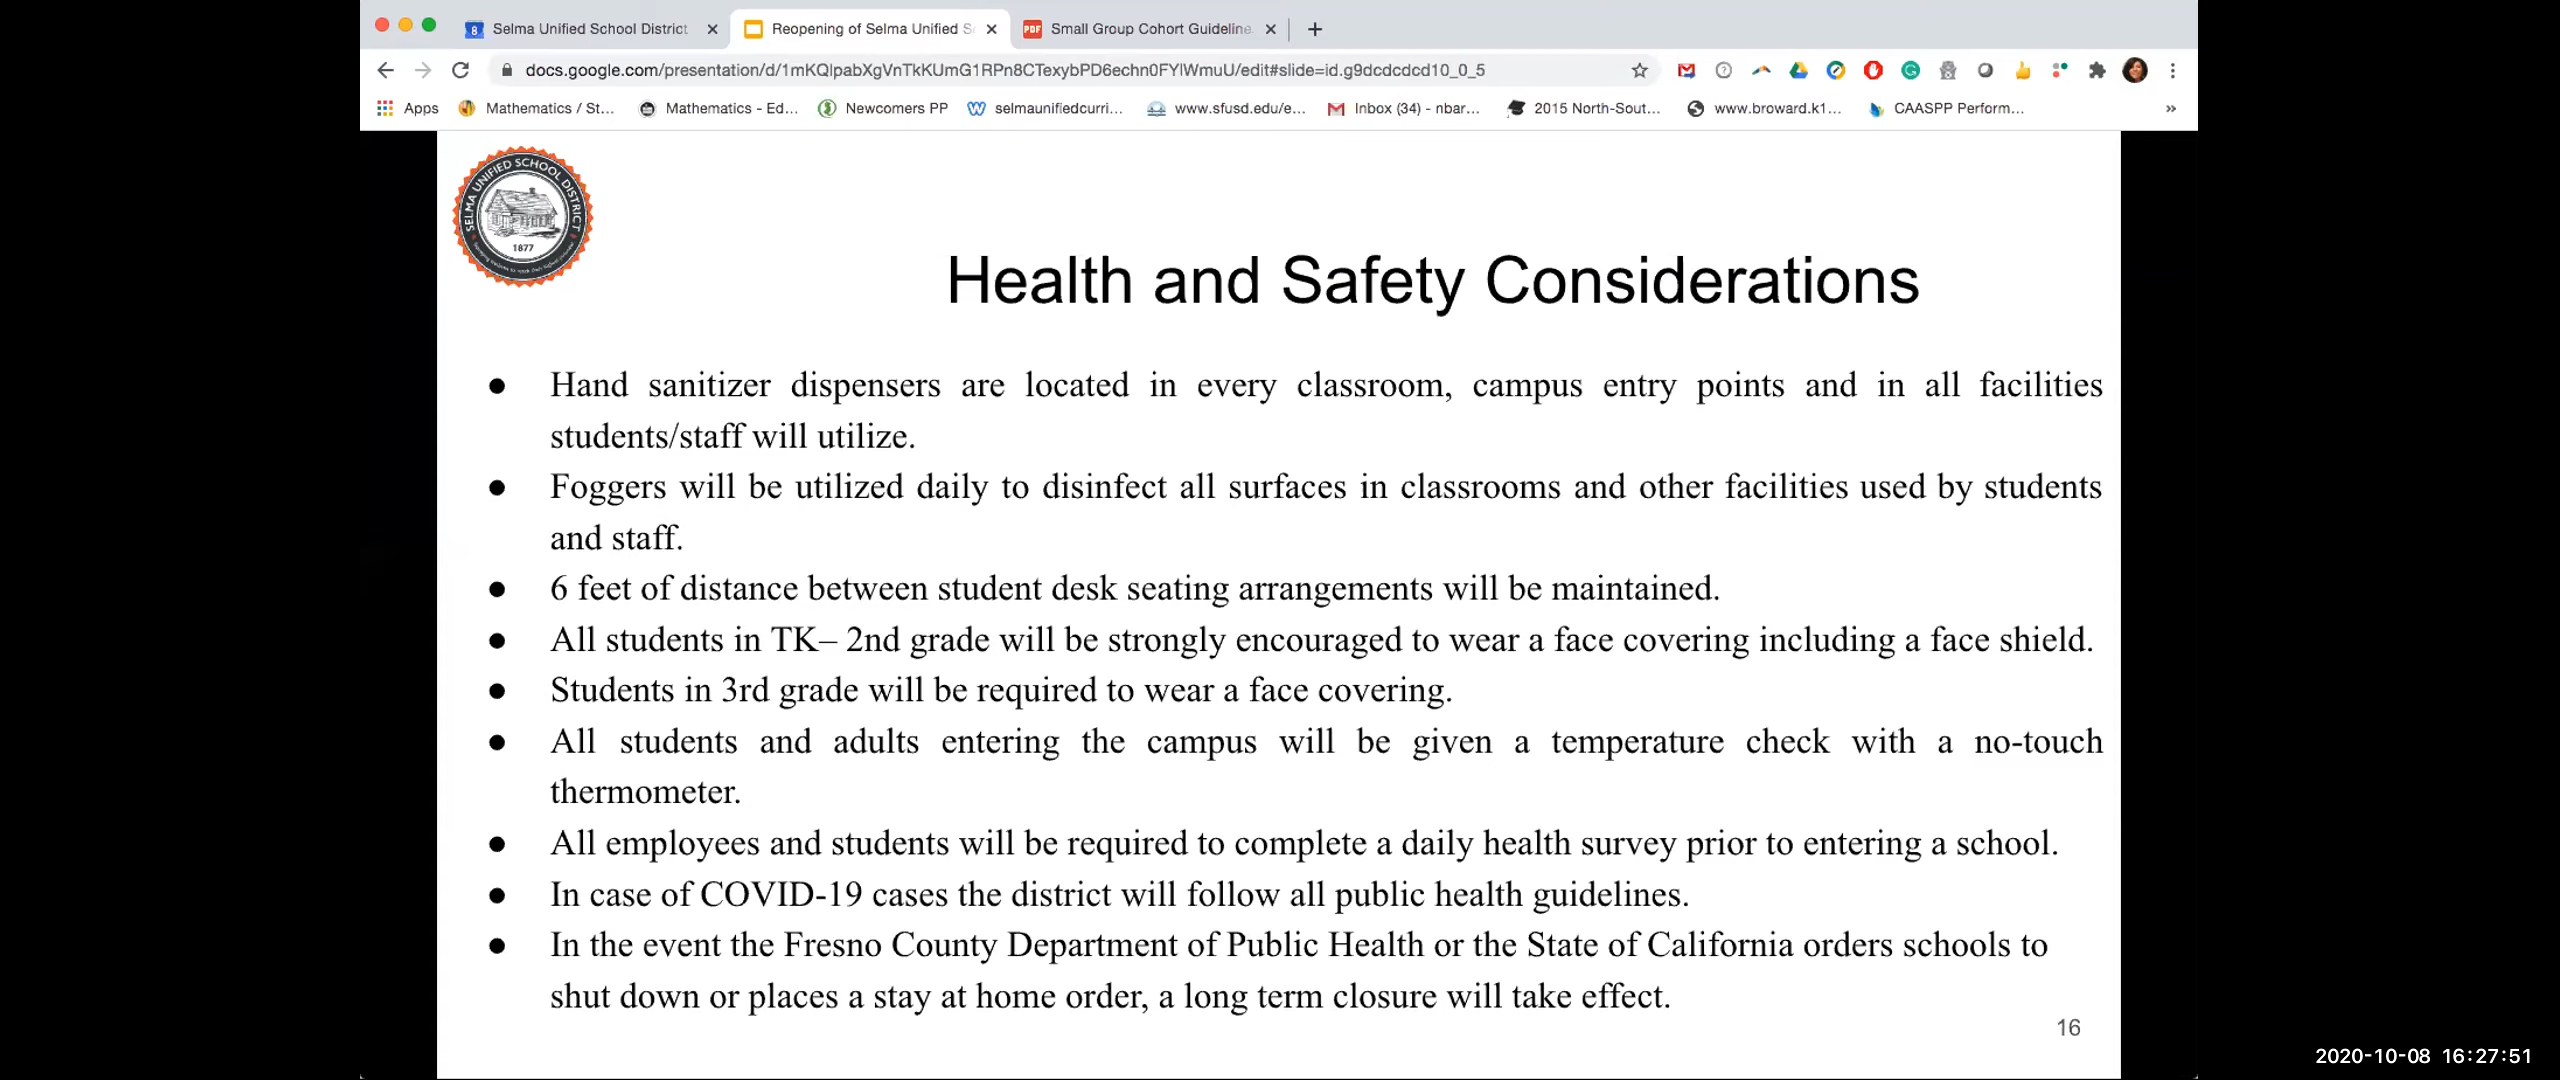 Selma Unified School District
Reopening of Selma Unified S
Small Group Cohort Guideline
docs.google.com/presentation/d/1mKQlpabXgVnTkKUmG1RPn8CTexybPD6echn0FYlWmuU/edit#slide=id.g9dcdcdcd10_0_5
Apps
Mathematics / St...
Mathematics - Ed...
Newcomers PP
selmaunifiedcurri...
www.sfusd.edu/e...
Inbox (34) - nbar...
2015 North-Sout...
www.broward.k1...
CAASPP Perform...
»
SELMA UNIFIED SCHOOL DISTRICT
1877
Health and Safety Considerations
● Hand sanitizer dispensers are located in every classroom, campus entry points and in all facilities
students/staff will utilize.
● Foggers will be utilized daily to disinfect all surfaces in classrooms and other facilities used by students
and staff.
● 6 feet of distance between student desk seating arrangements will be maintained.
● All students in TK– 2nd grade will be strongly encouraged to wear a face covering including a face shield.
● Students in 3rd grade will be required to wear a face covering.
● All students and adults entering the campus will be given a temperature check with a no-touch
thermometer.
● All employees and students will be required to complete a daily health survey prior to entering a school.
● In case of COVID-19 cases the district will follow all public health guidelines.
● In the event the Fresno County Department of Public Health or the State of California orders schools to
shut down or places a stay at home order, a long term closure will take effect.
16
2020-10-08 16:27:51